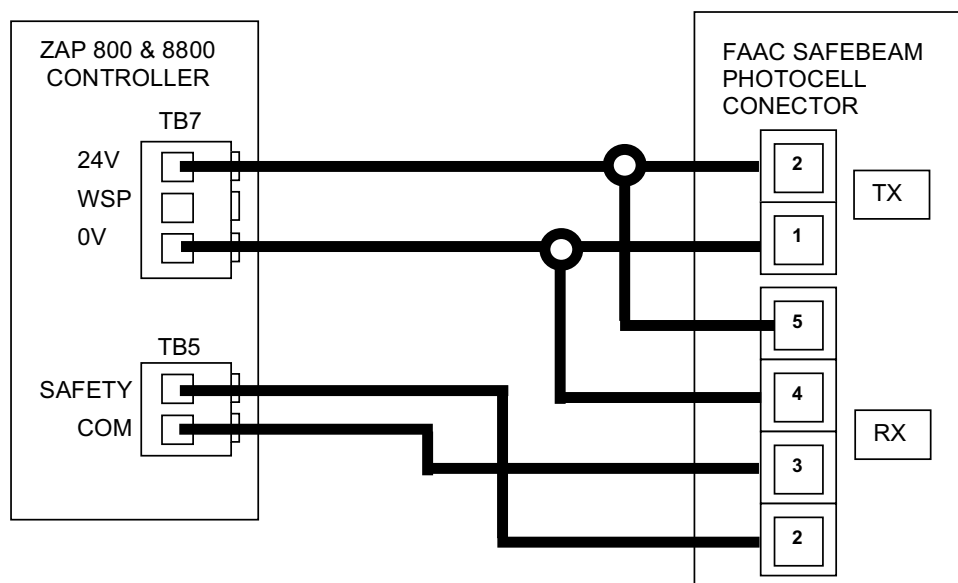 ZAP 800 & 8800
CONTROLLER
TB7
24V
WSP
0V
TB5
SAFETY
COM
FAAC SAFEBEAM
PHOTOCELL
CONECTOR
2
TX
1
5
4
RX
3
2